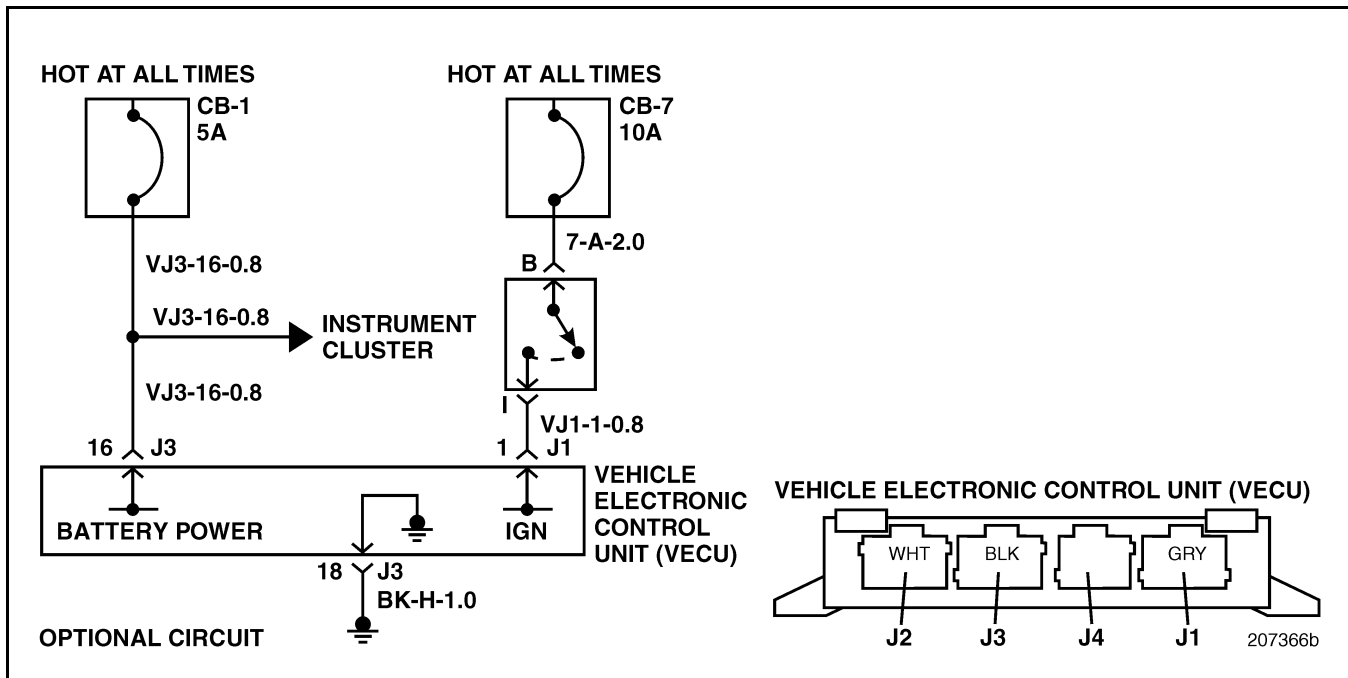 HOT AT ALL TIMES
CB-1
5A
VJ3-16-0.8
VJ3-16-0.8
INSTRUMENT
CLUSTER
VJ3-16-0.8
16
J3
HOT AT ALL TIMES
CB-7
10A
7-A-2.0
B
I
VJ1-1-0.8
1
J1
BATTERY POWER
IGN
VEHICLE
ELECTRONIC
CONTROL
UNIT (VECU)
18
J3
BK-H-1.0
OPTIONAL CIRCUIT
VEHICLE ELECTRONIC CONTROL UNIT (VECU)
WHT
BLK
GRY
J2
J3
J4
J1
207366b